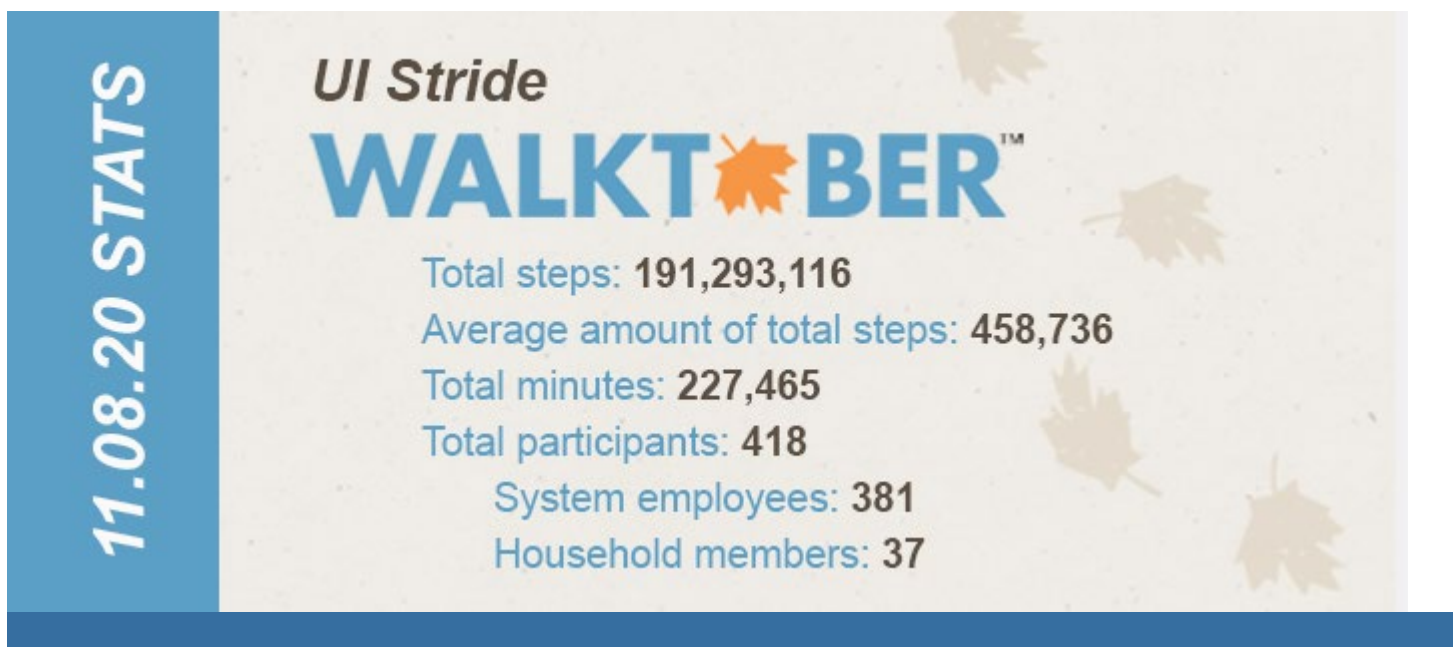 11.08.20 STATS
UI Stride
WALKTOBER™
Total steps: 191,293,116
Average amount of total steps: 458,736
Total minutes: 227,465
Total participants: 418
System employees: 381
Household members: 37